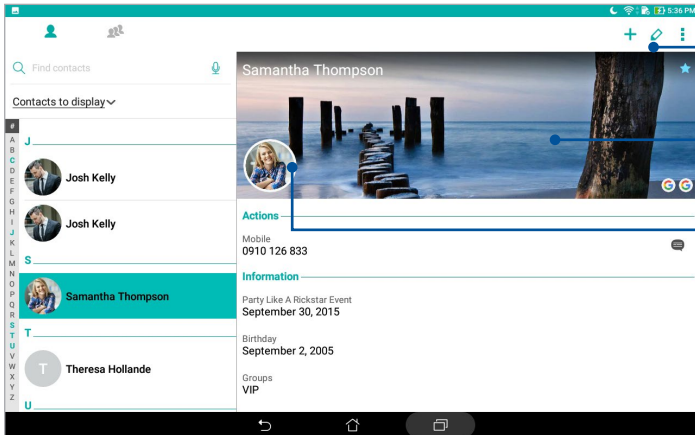 5:36 PM
Find contacts
Contacts to display
#
A
B
C
D
E
F
G
H
I
J
K
L
M
N
O
P
Q
R
S
T
U
V
W
X
Y
Z
J
Josh Kelly
Josh Kelly
S
Samantha Thompson
T
T
Theresa Hollande
U
Samantha Thompson
G G
Actions
Mobile
0910 126 833
Information
Party Like A Rickstar Event
September 30, 2015
Birthday
September 2, 2005
Groups
VIP